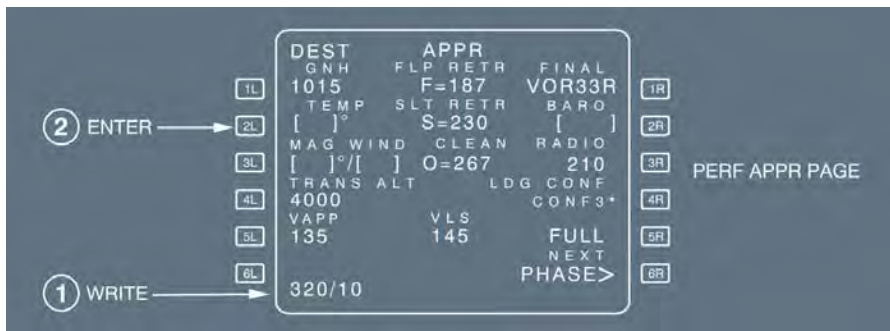 DEST APPR
GNH FLP RETR FINAL
1L 1015 F=187 VOR33R 1R
TEMP SLT RETR BARO
2 ENTER 2L [ ]° S=230 [ ] 2R
MAG WIND CLEAN RADIO
3L [ ]°/[ ] O=267 210 3R PERF APPR PAGE
TRANS ALT LDG CONF
4L 4000 CONF3* 4R
VAPP VLS
5L 135 145 FULL 5R
NEXT
6L PHASE> 6R
1 WRITE 320/10